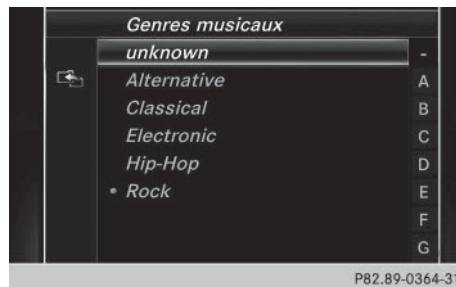 Genres musicaux
unknown -
Alternative A
Classical B
Electronic C
Hip-Hop D
• Rock E
F
G
P82.89-0364-31